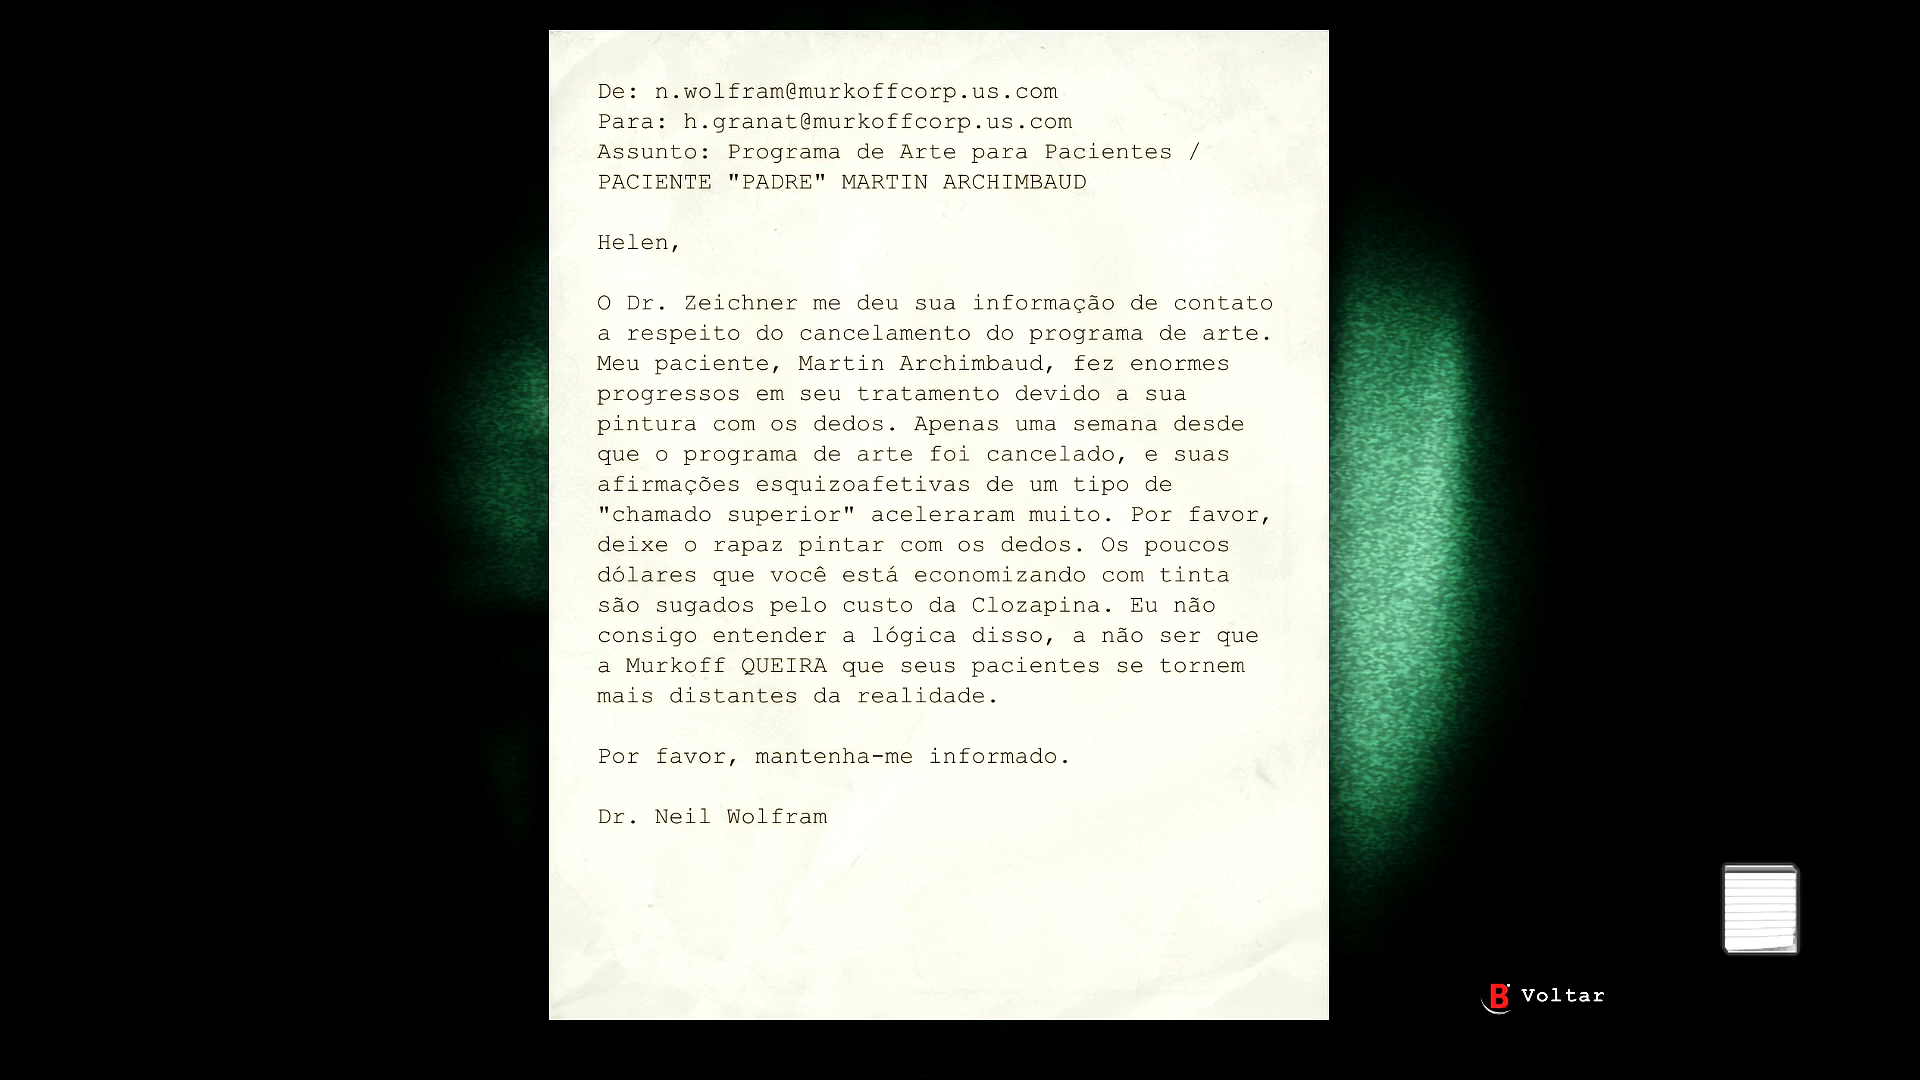 De: n.wolfram@murkoffcorp.us.com
Para: h.granat@murkoffcorp.us.com
Assunto: Programa de Arte para Pacientes /
PACIENTE "PADRE" MARTIN ARCHIMBAUD
Helen,
O Dr. Zeichner me deu sua informação de contato
a respeito do cancelamento do programa de arte.
Meu paciente, Martin Archimbaud, fez enormes
progressos em seu tratamento devido a sua
pintura com os dedos. Apenas uma semana desde
que o programa de arte foi cancelado, e suas
afirmações esquizoafetivas de um tipo de
"chamado superior" aceleraram muito. Por favor,
deixe o rapaz pintar com os dedos. Os poucos
dólares que você está economizando com tinta
são sugados pelo custo da Clozapina. Eu não
consigo entender a lógica disso, a não ser que
a Murkoff QUEIRA que seus pacientes se tornem
mais distantes da realidade.
Por favor, mantenha-me informado.
Dr. Neil Wolfram
B Voltar